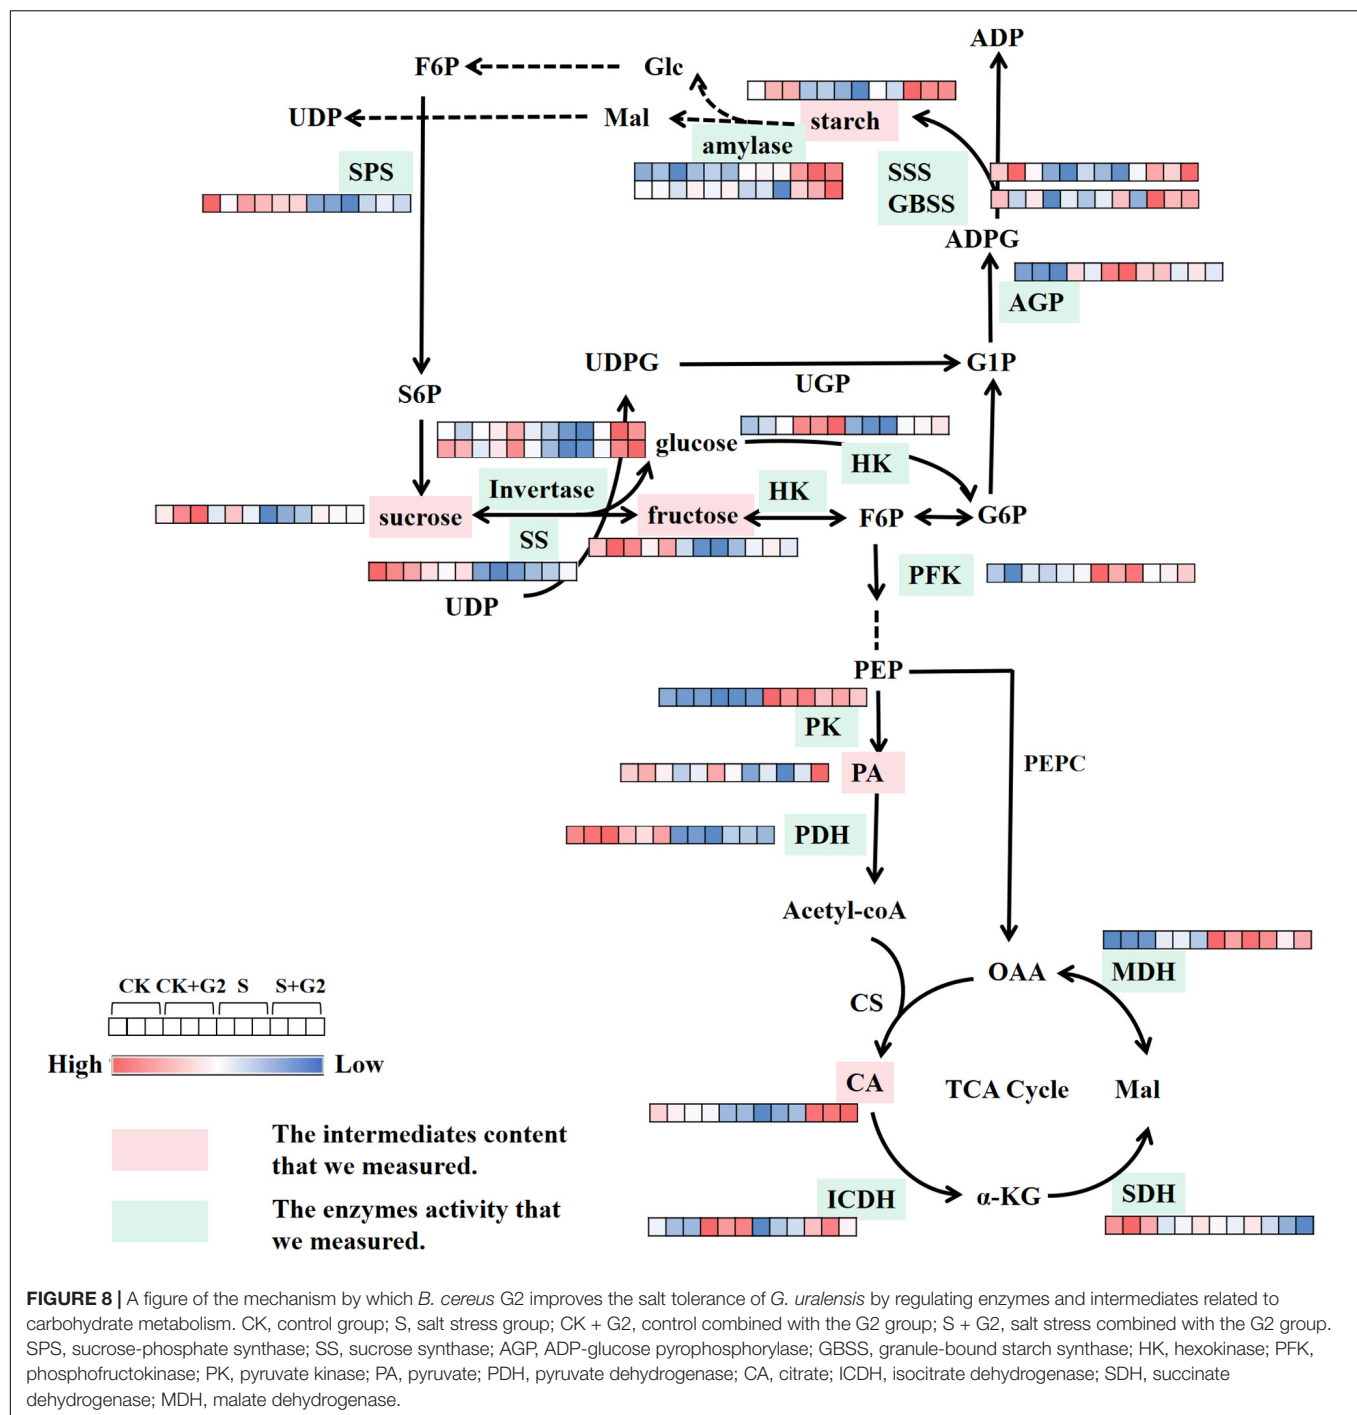 ADP
F6P
Glc
UDP
Mal
starch
amylase
SPS
SSS
GBSS
ADPG
AGP
UDPG
G1P
UGP
S6P
glucose
HK
Invertase
HK
sucrose
fructose
F6P
G6P
SS
PFK
UDP
PEP
PK
PEPC
PA
PDH
Acetyl-coA
OAA
MDH
CK CK+G2 S S+G2
CS
High
Low
CA
TCA Cycle
Mal
The intermediates content
that we measured.
ICDH
α-KG
SDH
The enzymes activity that
we measured.
FIGURE 8 | A figure of the mechanism by which B. cereus G2 improves the salt tolerance of G. uralensis by regulating enzymes and intermediates related to
carbohydrate metabolism. CK, control group; S, salt stress group; CK + G2, control combined with the G2 group; S + G2, salt stress combined with the G2 group.
SPS, sucrose-phosphate synthase; SS, sucrose synthase; AGP, ADP-glucose pyrophosphorylase; GBSS, granule-bound starch synthase; HK, hexokinase; PFK,
phosphofructokinase; PK, pyruvate kinase; PA, pyruvate; PDH, pyruvate dehydrogenase; CA, citrate; ICDH, isocitrate dehydrogenase; SDH, succinate
dehydrogenase; MDH, malate dehydrogenase.